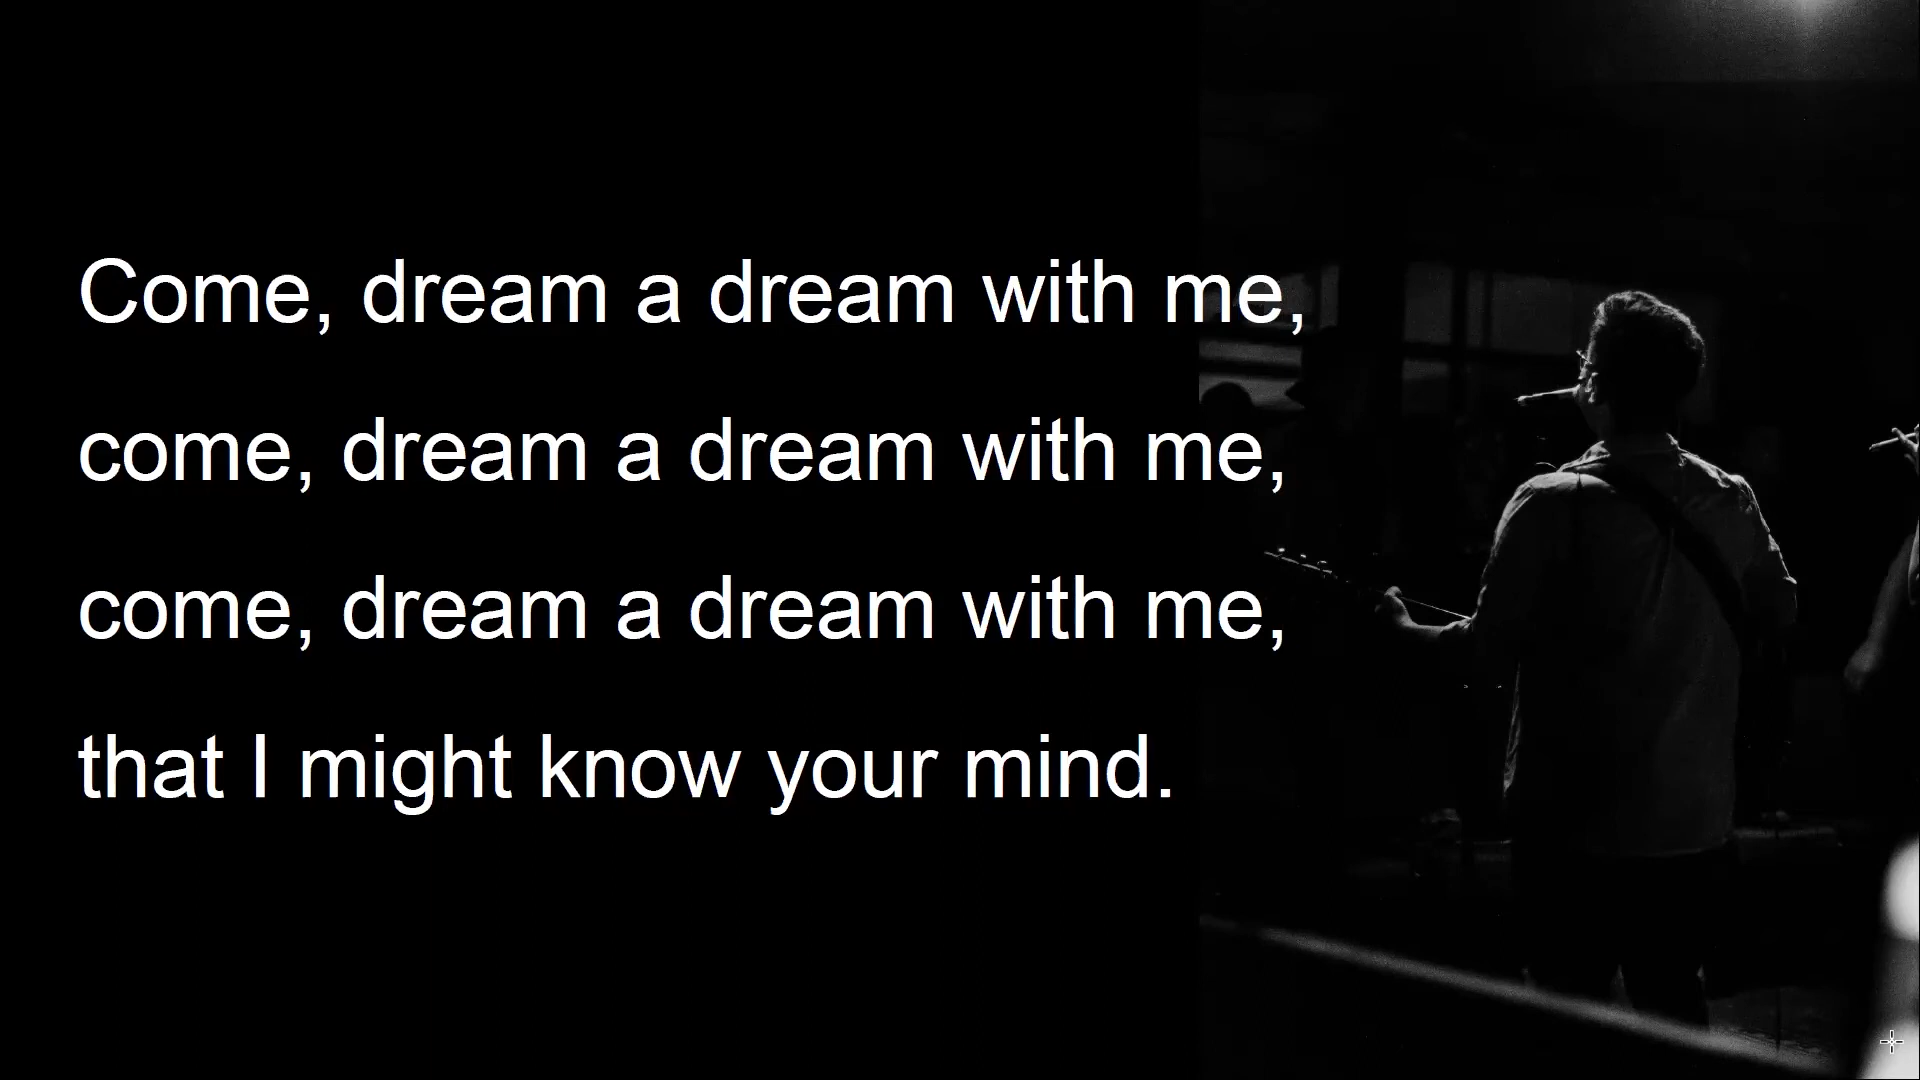 Come, dream a dream with me,
come, dream a dream with me,
come, dream a dream with me,
that I might know your mind.